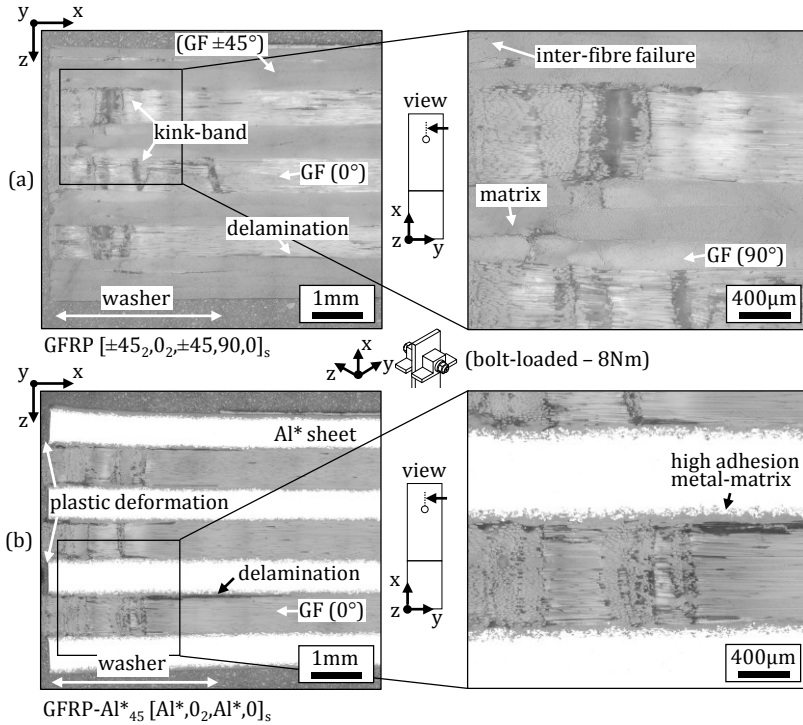 y x
z
(GF ±45°)
kink-band
(a)
GF (0°)
delamination
washer
1mm
GFRP [±45₂,0₂,±45,90,0]ₛ
view
x
z y
inter-fibre failure
matrix
GF (90°)
400µm
x
z y
(bolt-loaded – 8Nm)
y x
z
Al* sheet
plastic deformation
(b)
delamination
GF (0°)
washer
1mm
GFRP-Al*₄₅ [Al*,0₂,Al*,0]ₛ
view
x
z y
high adhesion
metal-matrix
400µm